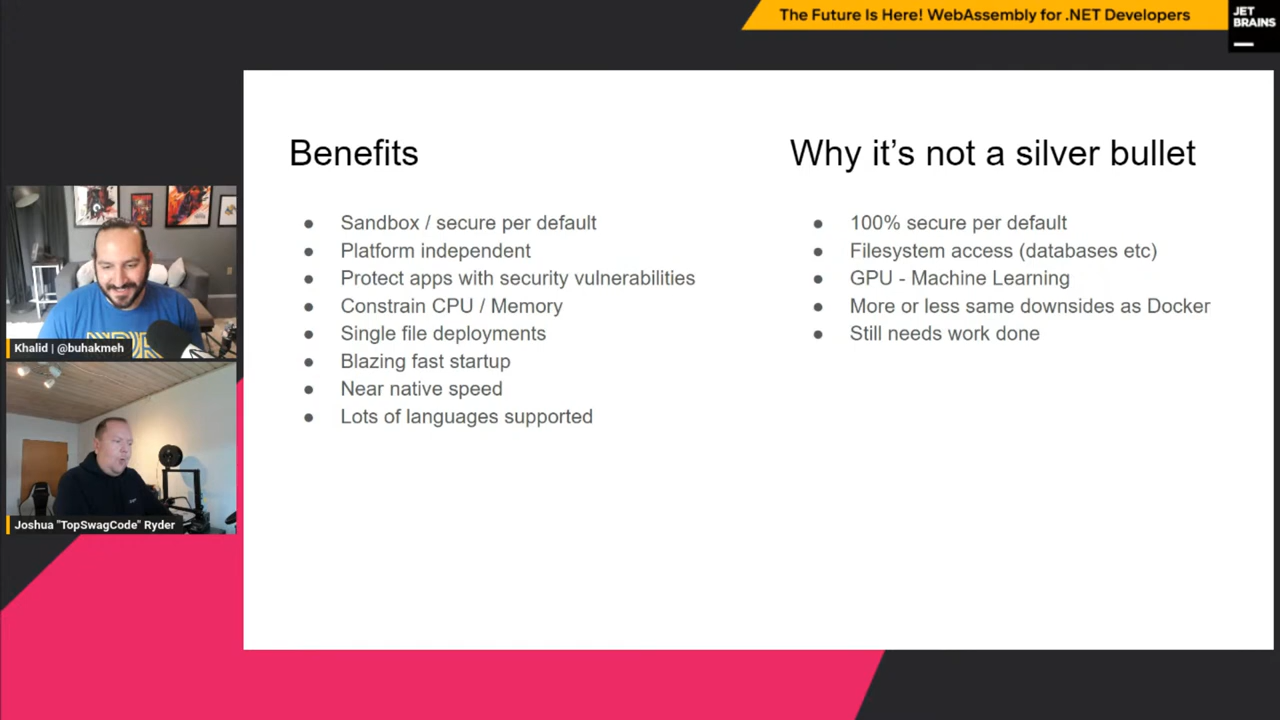 The Future Is Here! WebAssembly for .NET Developers
JET
BRAINS
Benefits
● Sandbox / secure per default
● Platform independent
● Protect apps with security vulnerabilities
● Constrain CPU / Memory
● Single file deployments
● Blazing fast startup
● Near native speed
● Lots of languages supported
Why it's not a silver bullet
● 100% secure per default
● Filesystem access (databases etc)
● GPU - Machine Learning
● More or less same downsides as Docker
● Still needs work done
Khalid | @buhakmeh
Joshua "TopSwagCode" Ryder